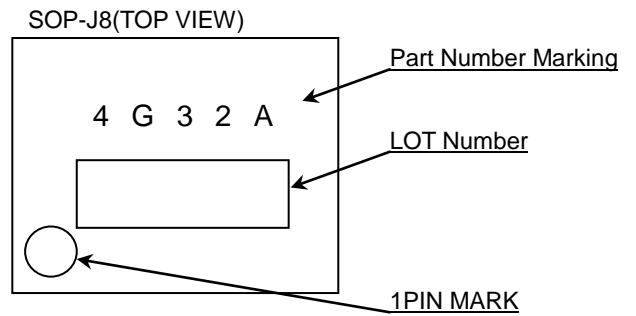 SOP-J8(TOP VIEW)
Part Number Marking
4 G 3 2 A
LOT Number
1PIN MARK